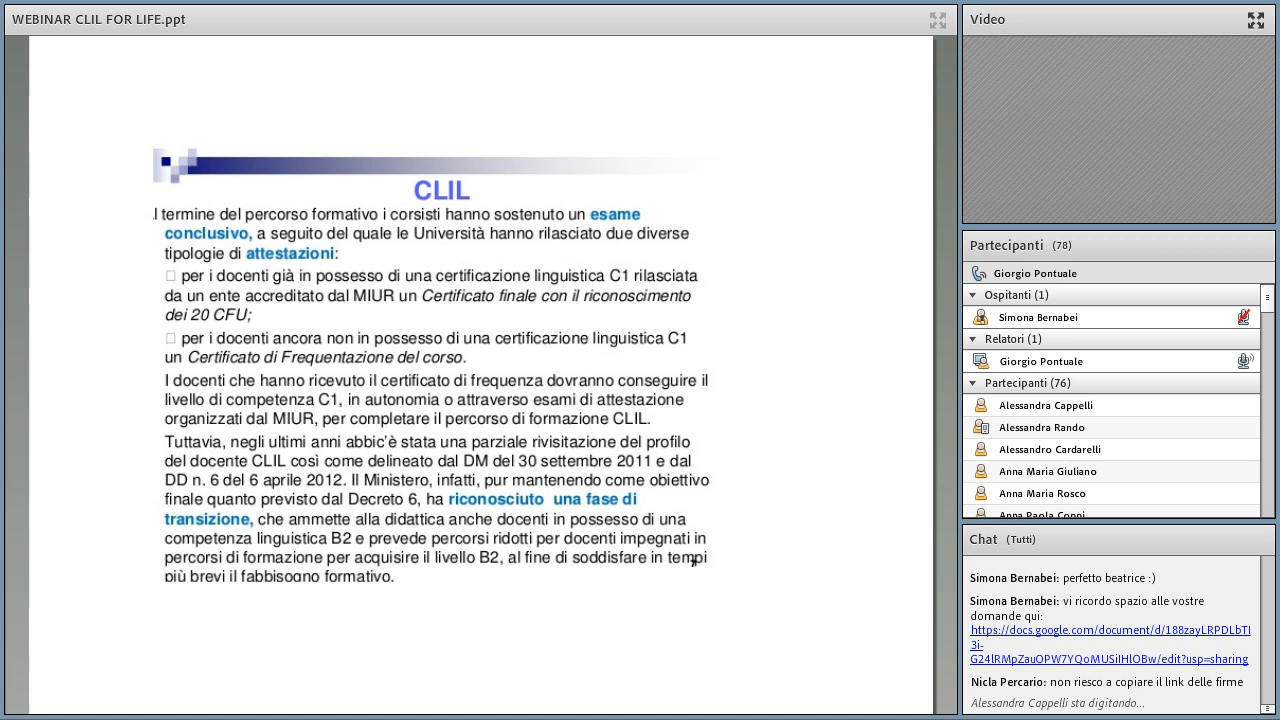 WEBINAR CLIL FOR LIFE.ppt
CLIL
l termine del percorso formativo i corsisti hanno sostenuto un esame
conclusivo, a seguito del quale le Università hanno rilasciato due diverse
tipologie di attestazioni:
per i docenti già in possesso di una certificazione linguistica C1 rilasciata
da un ente accreditato dal MIUR un Certificato finale con il riconoscimento
dei 20 CFU;
per i docenti ancora non in possesso di una certificazione linguistica C1
un Certificato di Frequentazione del corso.
I docenti che hanno ricevuto il certificato di frequenza dovranno conseguire il
livello di competenza C1, in autonomia o attraverso esami di attestazione
organizzati dal MIUR, per completare il percorso di formazione CLIL.
Tuttavia, negli ultimi anni abbic'è stata una parziale rivisitazione del profilo
del docente CLIL così come delineato dal DM del 30 settembre 2011 e dal
DD n. 6 del 6 aprile 2012. Il Ministero, infatti, pur mantenendo come obiettivo
finale quanto previsto dal Decreto 6, ha riconosciuto una fase di
transizione, che ammette alla didattica anche docenti in possesso di una
competenza linguistica B2 e prevede percorsi ridotti per docenti impegnati in
percorsi di formazione per acquisire il livello B2, al fine di soddisfare in tempi
più brevi il fabbisogno formativo.
Video
Partecipanti (78)
Giorgio Pontuale
Ospitanti (1)
Simona Bernabei
Relatori (1)
Giorgio Pontuale
Partecipanti (76)
Alessandra Cappelli
Alessandra Rando
Alessandro Cardarelli
Anna Maria Giuliano
Anna Maria Rosco
Anna Paola Coppi
Chat (Tutti)
Simona Bernabei: perfetto beatrice :)
Simona Bernabei: vi ricordo spazio alle vostre
domande qui:
https://docs.google.com/document/d/188zayLRPDLbTI
3i-
G24lRMpZauOPW7YQoMUSiIHlOBw/edit?usp=sharing
Nicla Percario: non riesco a copiare il link delle firme
Alessandra Cappelli sta digitando...